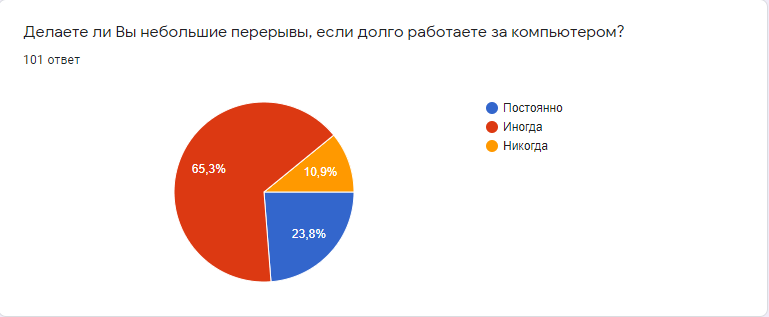 Делаете ли Вы небольшие перерывы, если долго работаете за компьютером?
101 ответ
Постоянно
Иногда
Никогда
65,3%
10,9%
23,8%